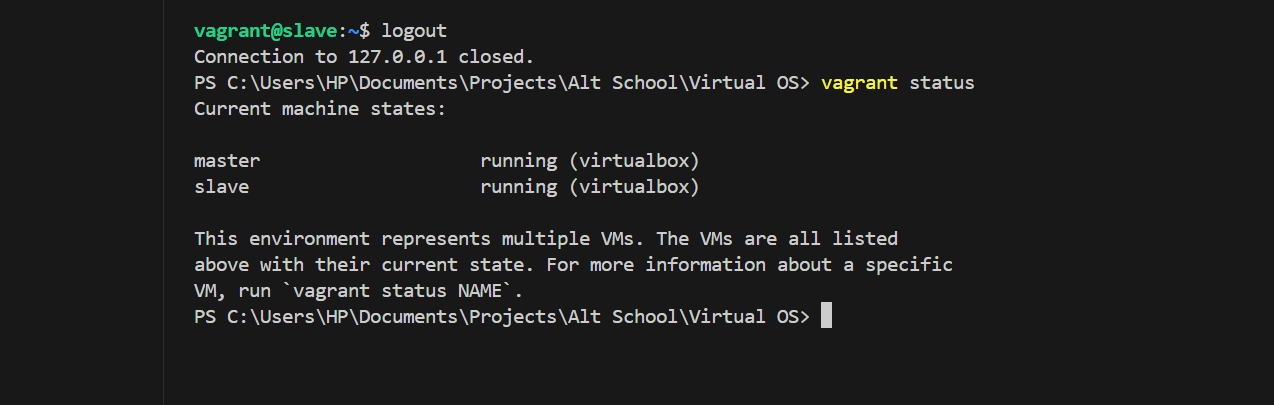 vagrant@slave:~$ logout
Connection to 127.0.0.1 closed.
PS C:\Users\HP\Documents\Projects\Alt School\Virtual OS> vagrant status
Current machine states:
master                    running (virtualbox)
slave                     running (virtualbox)
This environment represents multiple VMs. The VMs are all listed
above with their current state. For more information about a specific
VM, run `vagrant status NAME`.
PS C:\Users\HP\Documents\Projects\Alt School\Virtual OS>